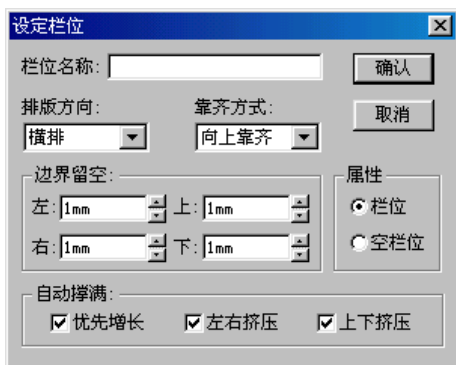 设定栏位
栏位名称:
确认
排版方向: 靠齐方式:
取消
橫排 向上靠齐
边界留空: 属性
左: 1mm 上: 1mm 栏位
右: 1mm 下: 1mm 空栏位
自动撑满:
优先增长 左右挤压 上下挤压